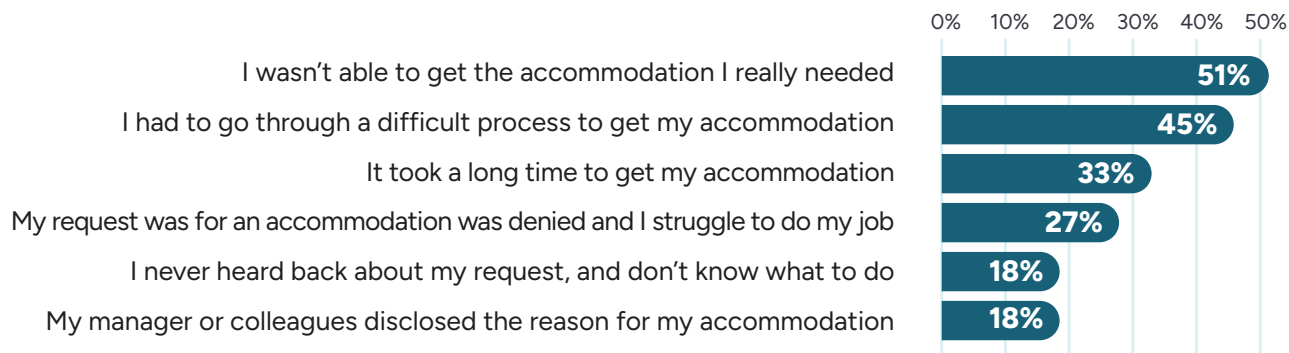 0% 10% 20% 30% 40% 50%
I wasn’t able to get the accommodation I really needed 51%
I had to go through a difficult process to get my accommodation 45%
It took a long time to get my accommodation 33%
My request was for an accommodation was denied and I struggle to do my job 27%
I never heard back about my request, and don’t know what to do 18%
My manager or colleagues disclosed the reason for my accommodation 18%